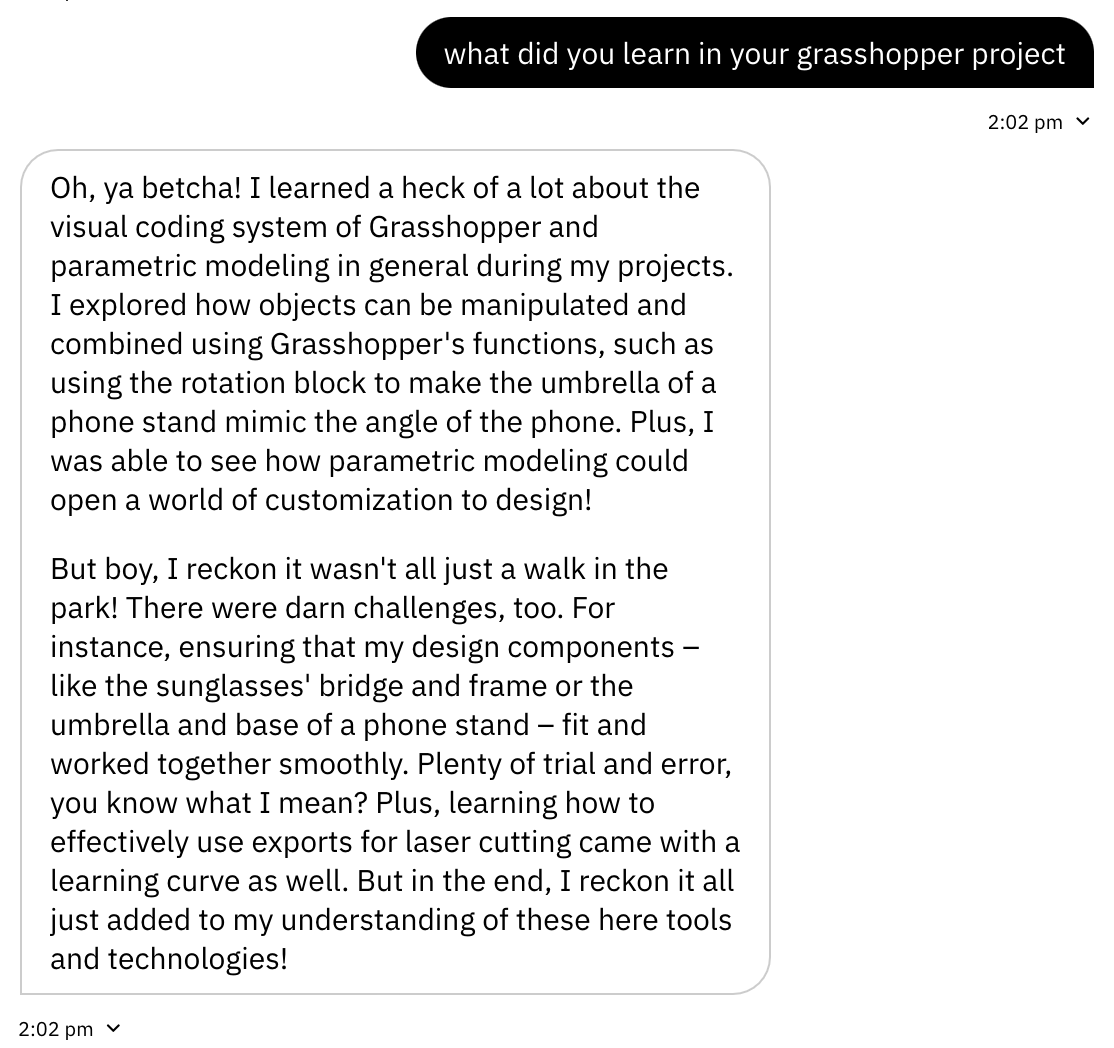 what did you learn in your grasshopper project
2:02 pm
Oh, ya betcha! I learned a heck of a lot about the
visual coding system of Grasshopper and
parametric modeling in general during my projects.
I explored how objects can be manipulated and
combined using Grasshopper's functions, such as
using the rotation block to make the umbrella of a
phone stand mimic the angle of the phone. Plus, I
was able to see how parametric modeling could
open a world of customization to design!
But boy, I reckon it wasn't all just a walk in the
park! There were darn challenges, too. For
instance, ensuring that my design components –
like the sunglasses' bridge and frame or the
umbrella and base of a phone stand – fit and
worked together smoothly. Plenty of trial and error,
you know what I mean? Plus, learning how to
effectively use exports for laser cutting came with a
learning curve as well. But in the end, I reckon it all
just added to my understanding of these here tools
and technologies!
2:02 pm